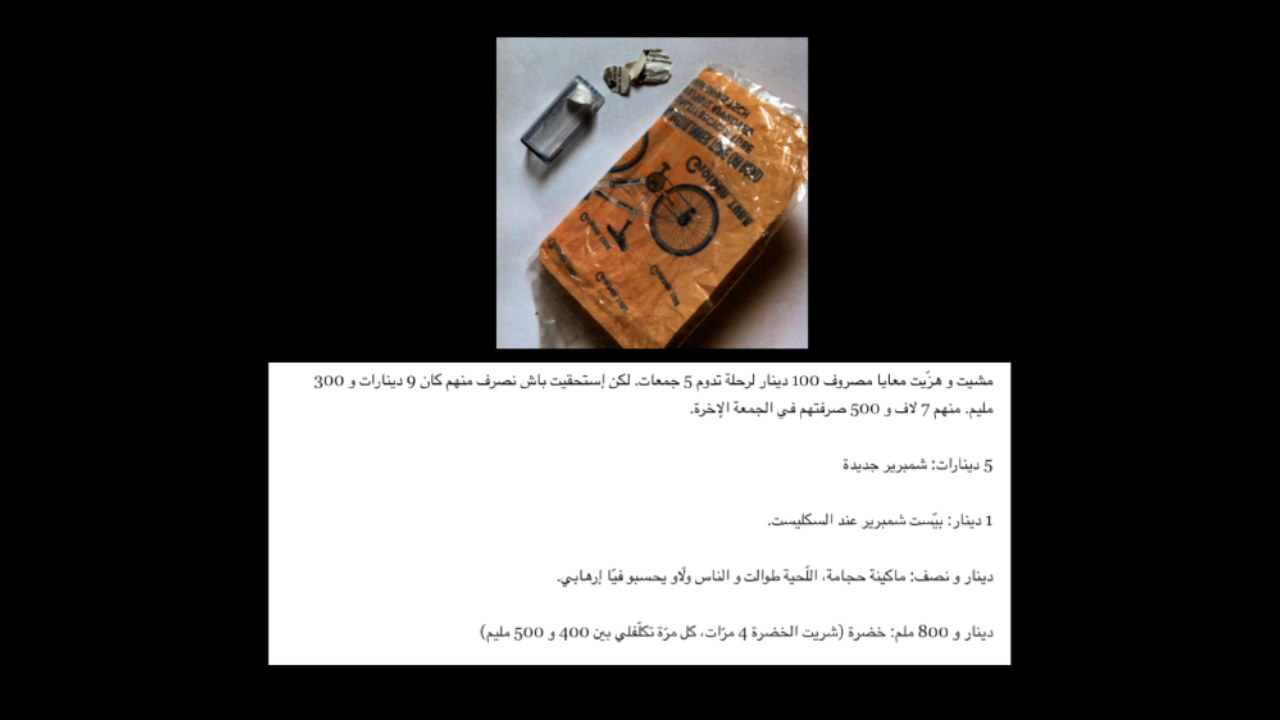 مشيت و هزّيت معايا مصروف 100 دينار لرحلة تدوم 5 جمعات. لكن إستحقيت باش نصرف منهم كان 9 دينارات و 300
مليم. منهم 7 لاف و 500 صرفتهم في الجمعة الإخرة.
5 دينارات: شمبرير جديدة
1 دينار: بيّست شمبرير عند السكليست.
دينار و نصف: ماكينة حجامة، اللّحية طوالت و الناس ولّاو يحسبو فيّا إرهابي.
دينار و 800 ملم: خضرة (شريت الخضرة 4 مرّات، كل مرّة تكلّفلي بين 400 و 500 مليم)